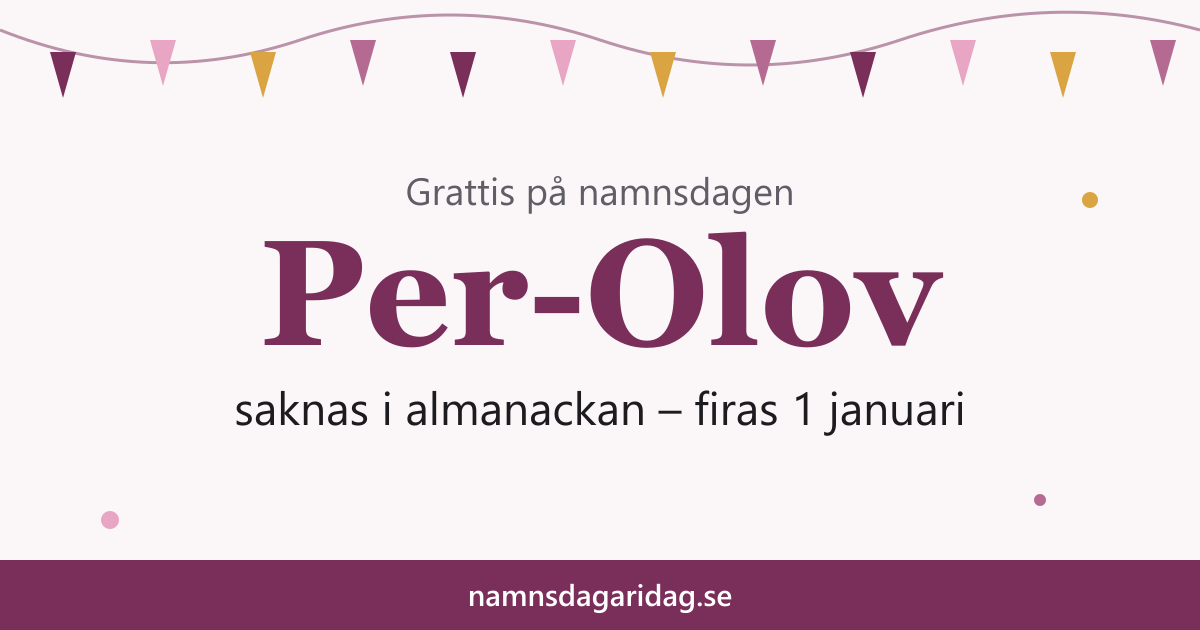 Grattis på namnsdagen
Per-Olov
saknas i almanackan – firas 1 januari
namnsdagaridag.se